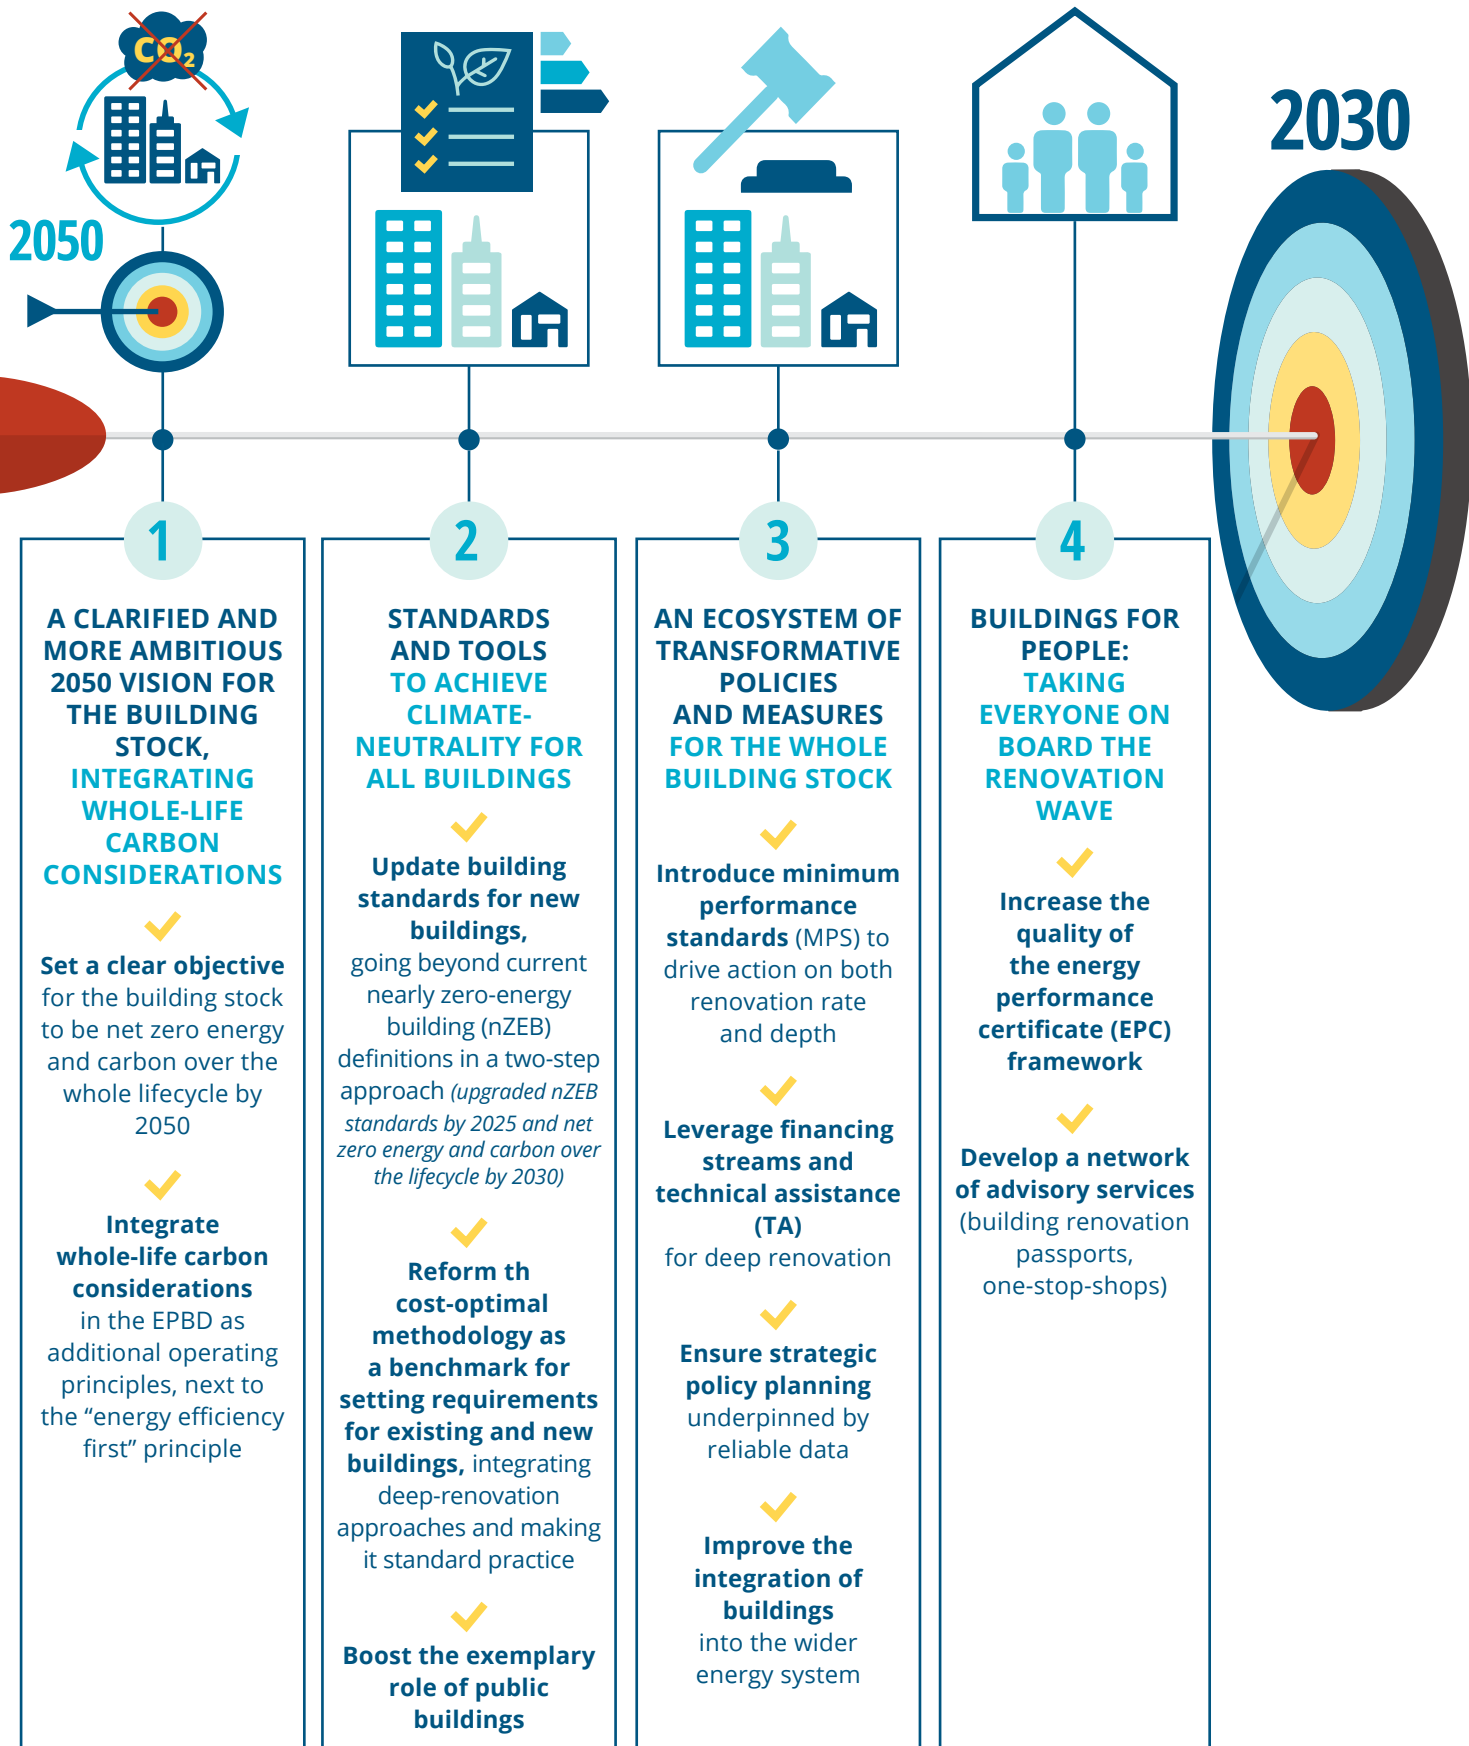 CO2
2050
2030
1
A CLARIFIED AND
MORE AMBITIOUS
2050 VISION FOR
THE BUILDING
STOCK,
INTEGRATING
WHOLE-LIFE
CARBON
CONSIDERATIONS
Set a clear objective
for the building stock
to be net zero energy
and carbon over the
whole lifecycle by
2050
Integrate
whole-life carbon
considerations
in the EPBD as
additional operating
principles, next to
the “energy efficiency
first” principle
2
STANDARDS
AND TOOLS
TO ACHIEVE
CLIMATE-
NEUTRALITY FOR
ALL BUILDINGS
Update building
standards for new
buildings,
going beyond current
nearly zero-energy
building (nZEB)
definitions in a two-step
approach (upgraded nZEB
standards by 2025 and net
zero energy and carbon over
the lifecycle by 2030)
Reform th
cost-optimal
methodology as
a benchmark for
setting requirements
for existing and new
buildings, integrating
deep-renovation
approaches and making
it standard practice
Boost the exemplary
role of public
buildings
3
AN ECOSYSTEM OF
TRANSFORMATIVE
POLICIES
AND MEASURES
FOR THE WHOLE
BUILDING STOCK
Introduce minimum
performance
standards (MPS) to
drive action on both
renovation rate
and depth
Leverage financing
streams and
technical assistance
(TA)
for deep renovation
Ensure strategic
policy planning
underpinned by
reliable data
Improve the
integration of
buildings
into the wider
energy system
4
BUILDINGS FOR
PEOPLE:
TAKING
EVERYONE ON
BOARD THE
RENOVATION
WAVE
Increase the
quality of
the energy
performance
certificate (EPC)
framework
Develop a network
of advisory services
(building renovation
passports,
one-stop-shops)